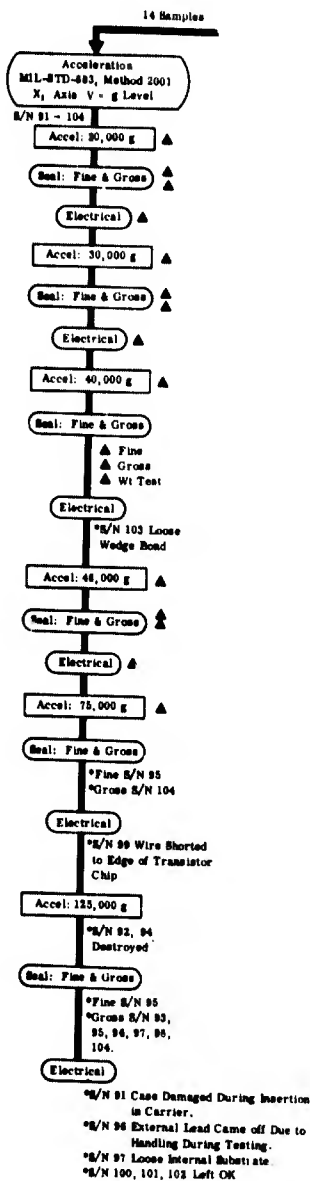 14 Samples
Acceleration
MIL-STD-883, Method 2001
X, Axis V - g Level
S/N 91 - 104
Accel: 20,000 g
Seal: Fine & Gross
Electrical
Accel: 30,000 g
Seal: Fine & Gross
Electrical
Accel: 40,000 g
Seal: Fine & Gross
▲ Fine
▲ Gross
▲ Wt Test
Electrical
*S/N 103 Loose
Wedge Bond
Accel: 46,000 g
Seal: Fine & Gross
Electrical
Accel: 75,000 g
Seal: Fine & Gross
*Fine S/N 95
*Gross S/N 104
Electrical
*S/N 99 Wire Shorted
to Edge of Transistor
Chip
Accel: 125,000 g
*S/N 92, 94
Destroyed
Seal: Fine & Gross
*Fine S/N 95
*Gross S/N 93,
95, 96, 97, 98,
104.
Electrical
*S/N 91 Case Damaged During Insertion
in Carrier.
*S/N 96 External Lead Came off Due to
Handling During Testing.
*S/N 97 Loose Internal Substrate
*S/N 100, 101, 102 Left OK